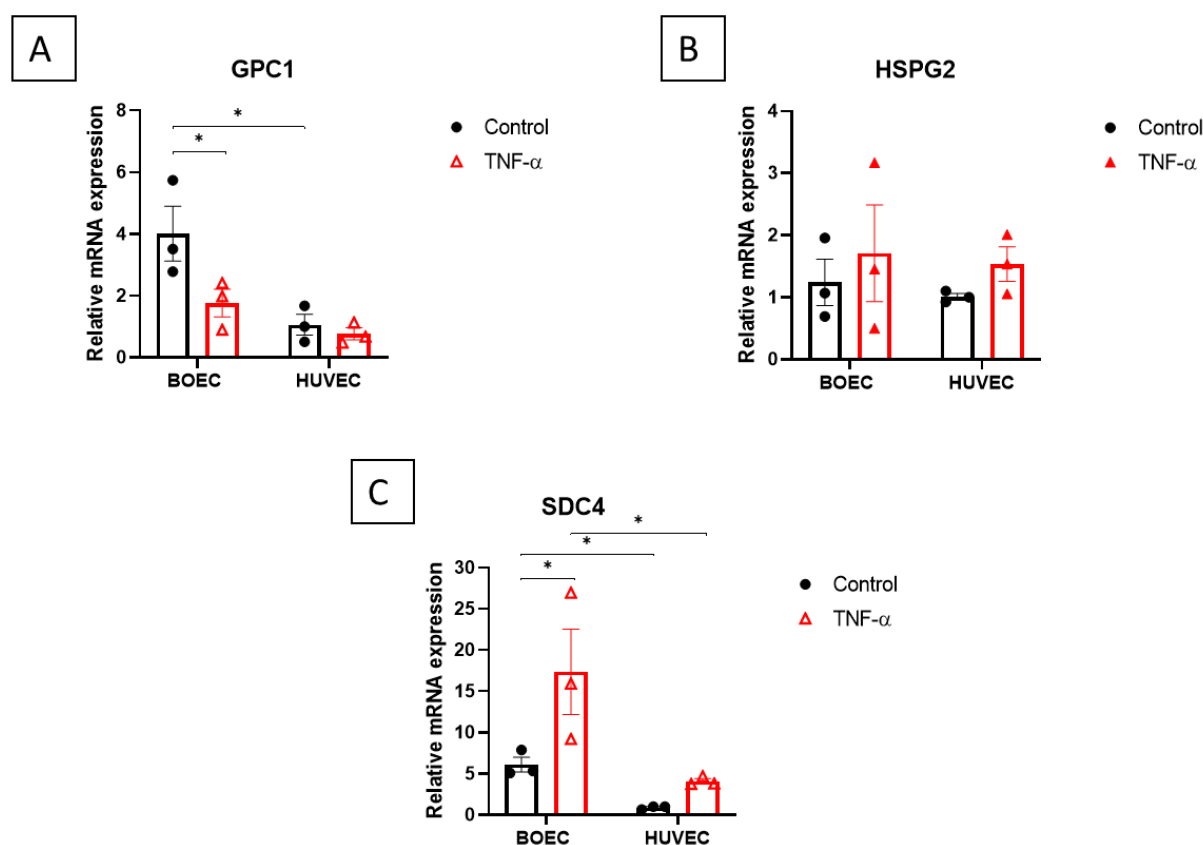 A
GPC1
Relative mRNA expression
8
6
4
2
0
*
*
BOEC
HUVEC
Control
TNF-α
B
HSPG2
Relative mRNA expression
4
3
2
1
0
BOEC
HUVEC
Control
TNF-α
C
SDC4
Relative mRNA expression
30
25
20
15
10
5
0
*
*
*
BOEC
HUVEC
Control
TNF-α